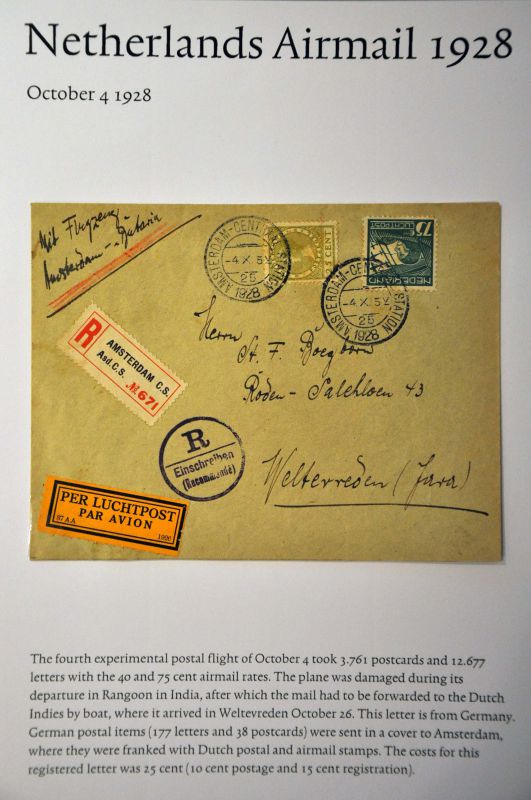 Netherlands Airmail 1928
October 4 1928
Mit Flugzeug
Amsterdam - Batavia
AMSTERDAM-CENTRAAL STATION
-4.X.5V
25
1928
CENT
75
CENT
LUCHTPOST
NEDERLAND
AMSTERDAM-CENTRAAL STATION
-4.X.5V
25
1928
Herrn
St. F.
43
Weltevreden (Java)
R
AMSTERDAM C.S.
Asd.C.S. № 671
R
Einschreiben
(Recommandé)
PER LUCHTPOST
PAR AVION
1926
The fourth experimental postal flight of October 4 took 3.761 postcards and 12.677
letters with the 40 and 75 cent airmail rates. The plane was damaged during its
departure in Rangoon in India, after which the mail had to be forwarded to the Dutch
Indies by boat, where it arrived in Weltevreden October 26. This letter is from Germany.
German postal items (177 letters and 38 postcards) were sent in a cover to Amsterdam,
where they were franked with Dutch postal and airmail stamps. The costs for this
registered letter was 25 cent (10 cent postage and 15 cent registration).